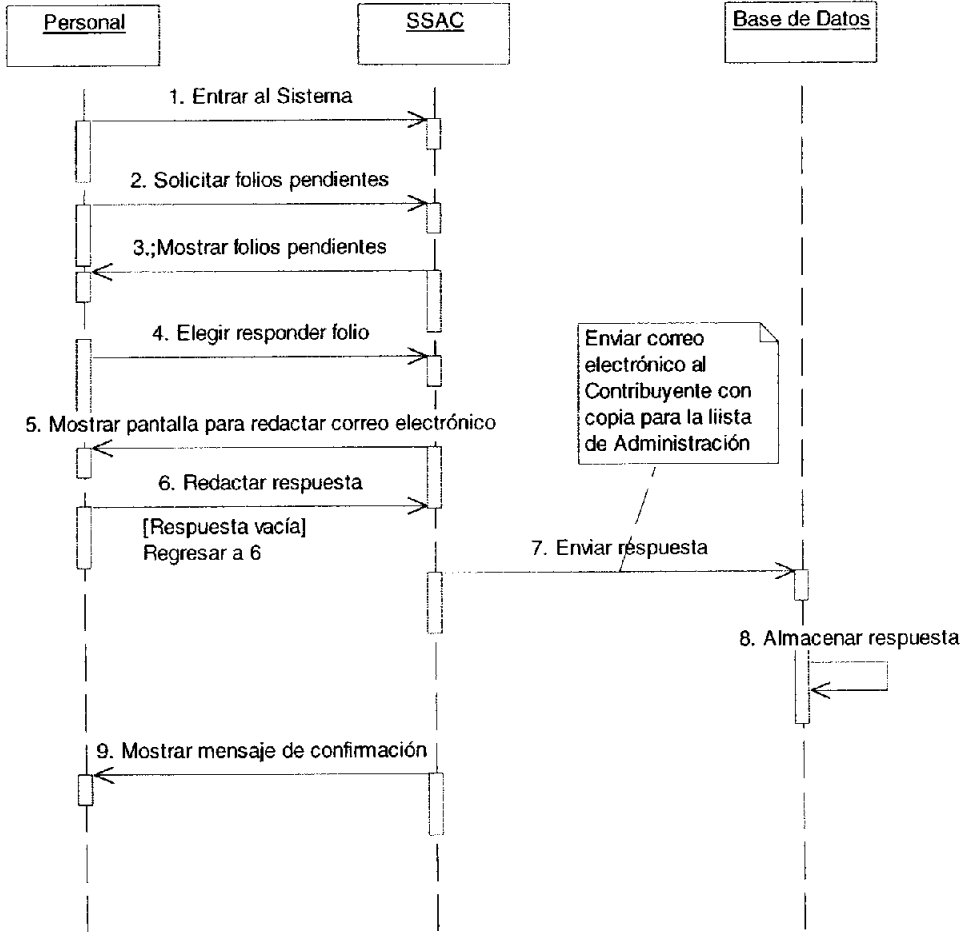 Personal
SSAC
Base de Datos
1. Entrar al Sistema
2. Solicitar folios pendientes
3.;Mostrar folios pendientes
4. Elegir responder folio
Enviar correo
electrónico al
Contribuyente con
copia para la liista
de Administración
5. Mostrar pantalla para redactar correo electrónico
6. Redactar respuesta
[Respuesta vacía]
Regresar a 6
7. Enviar respuesta
8. Almacenar respuesta
9. Mostrar mensaje de confirmación